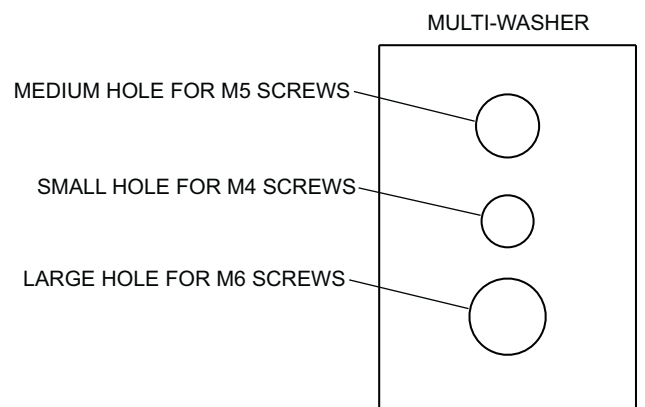 MULTI-WASHER
MEDIUM HOLE FOR M5 SCREWS
SMALL HOLE FOR M4 SCREWS
LARGE HOLE FOR M6 SCREWS